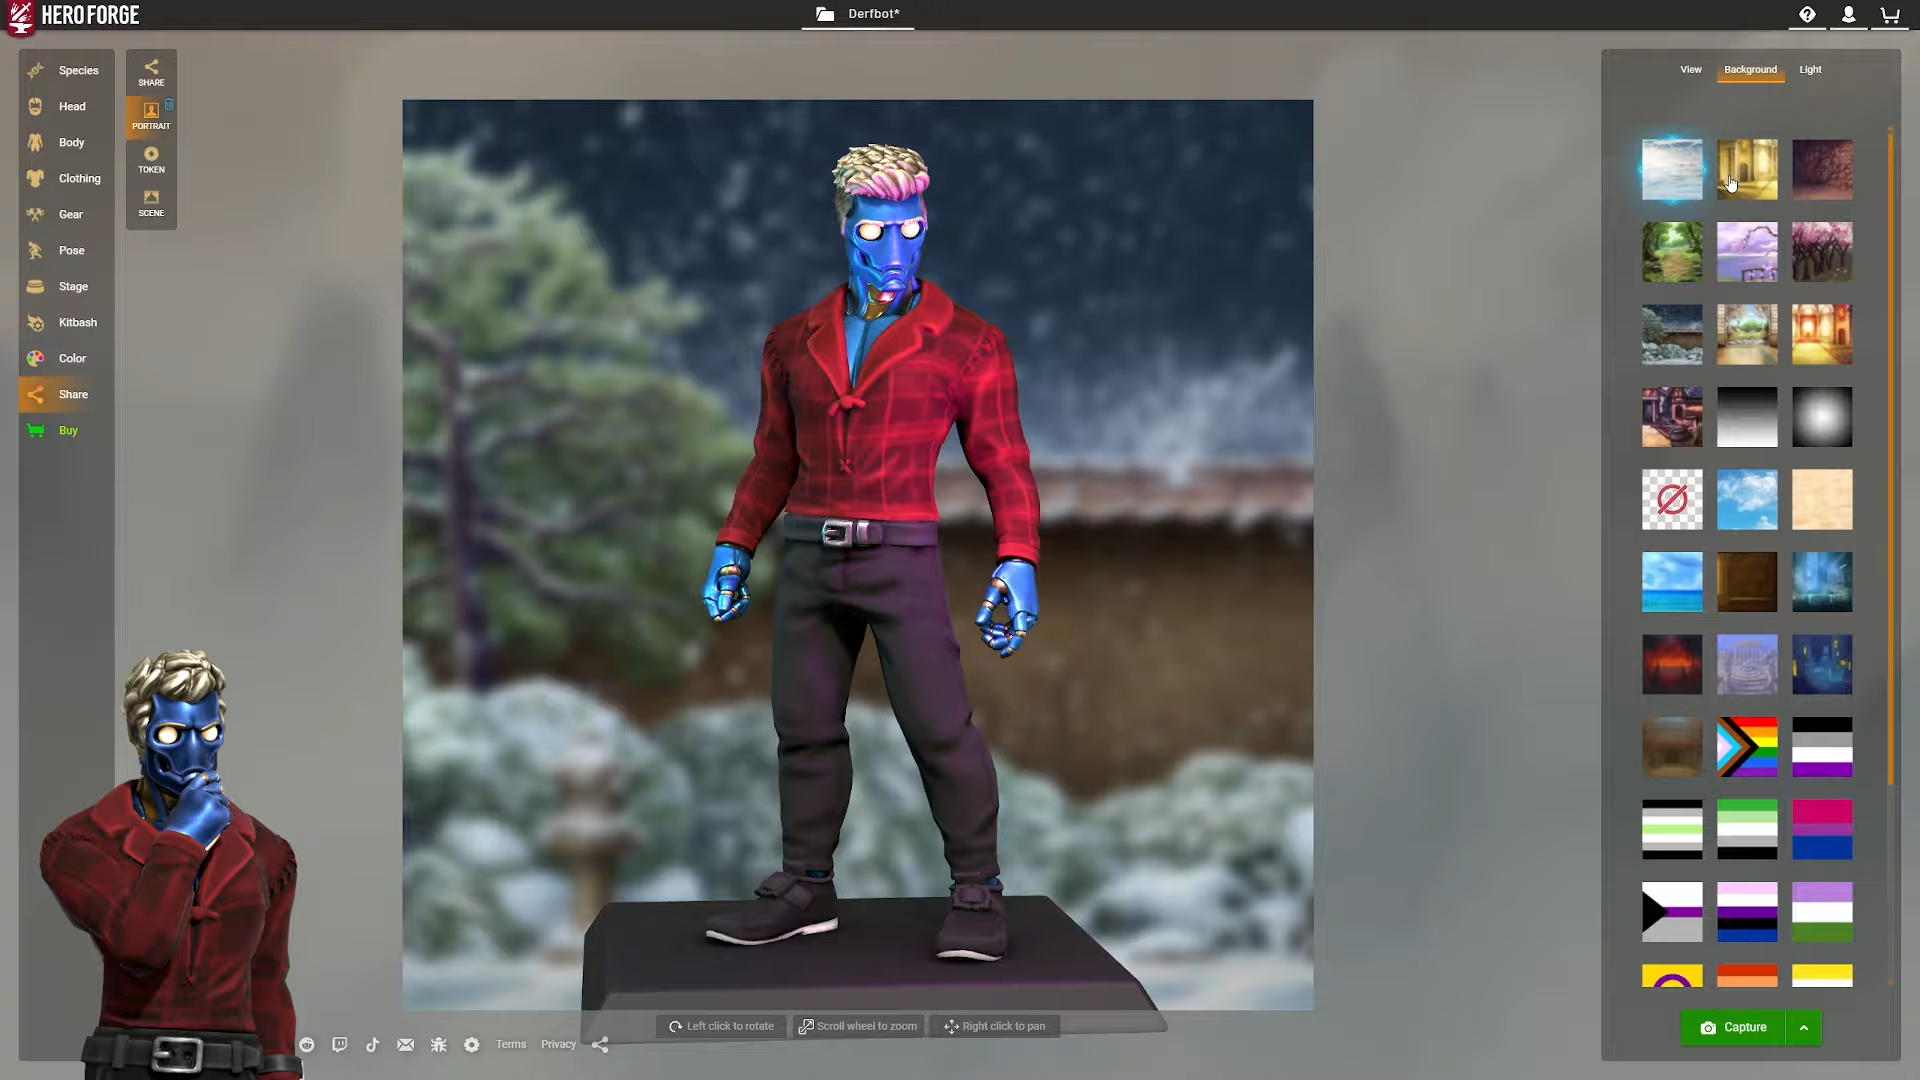 HERO FORGE
Derfbot*
Species
Head
Body
Clothing
Gear
Pose
Stage
Kitbash
Color
Share
Buy
SHARE
PORTRAIT
TOKEN
SCENE
View
Background
Light
Left click to rotate
Scroll wheel to zoom
Right click to pan
Terms
Privacy
Capture